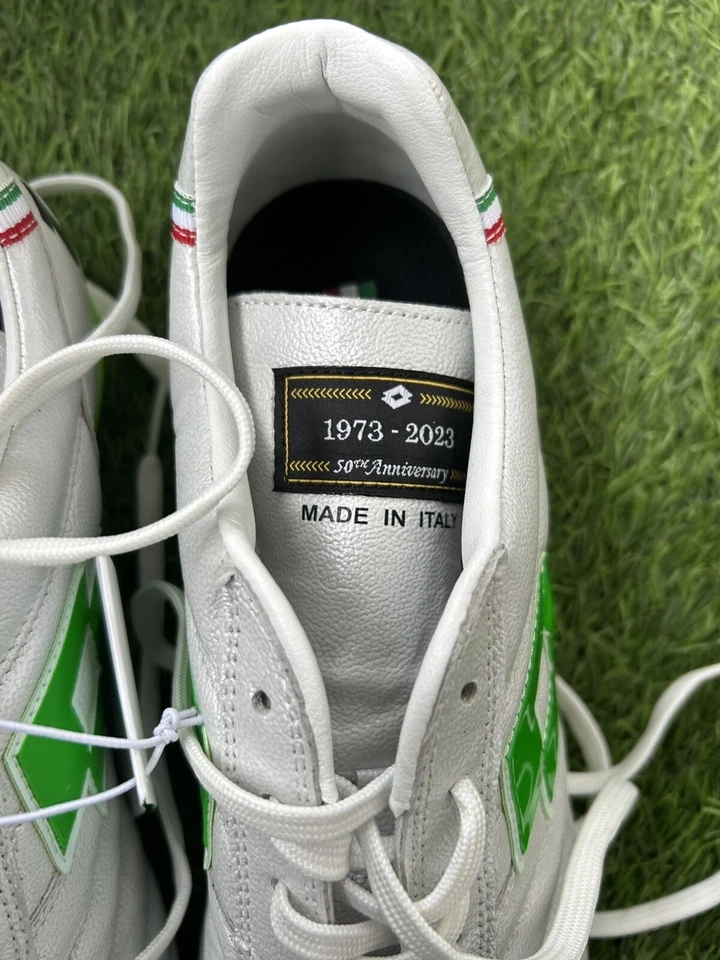 1973 - 2023
50TH Anniversary
MADE IN ITALY